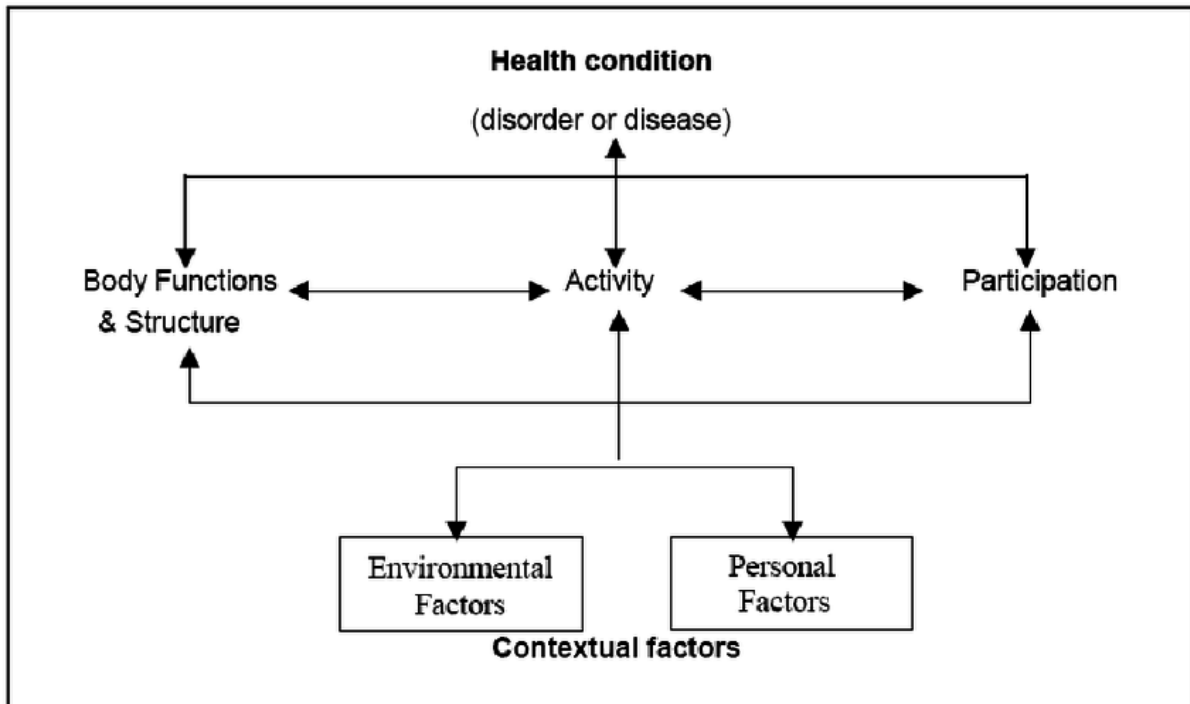 Health condition
(disorder or disease)
Body Functions
& Structure
Activity
Participation
Environmental
Factors
Personal
Factors
Contextual factors